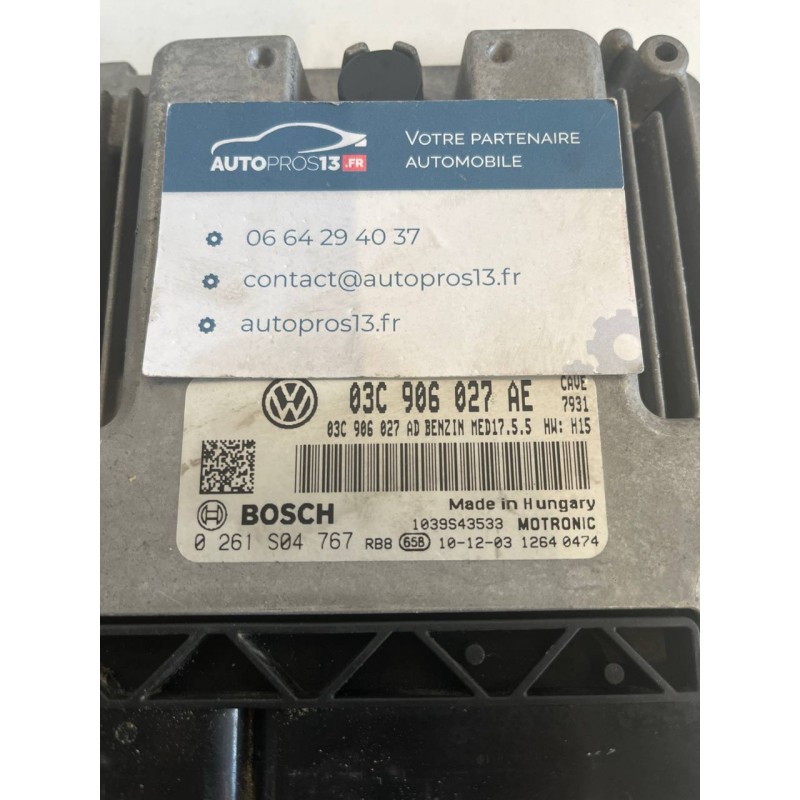 AUTOPROS13.FR
VOTRE PARTENAIRE
AUTOMOBILE
06 64 29 40 37
contact@autopros13.fr
autopros13.fr
03C 906 027 AE
CAVE
7931
03C 906 027 AD BENZIN MED17.5.5 HW: H15
Made in Hungary
BOSCH
1039S43533 MOTRONIC
0 261 S04 767 RB8 65B 10-12-03 1264 0474